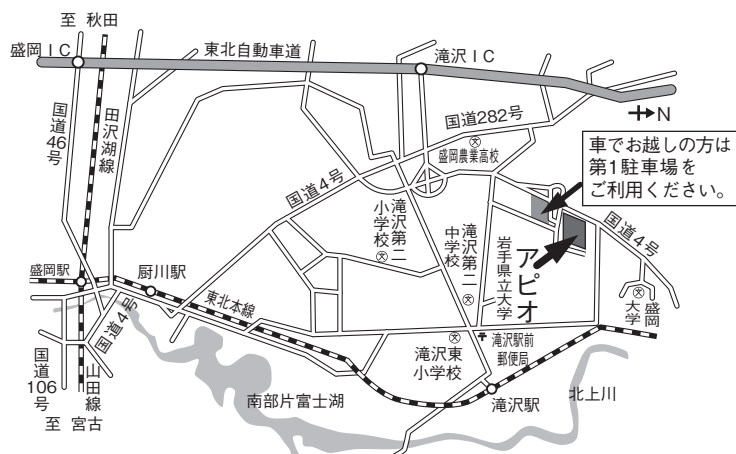 至 秋田
盛岡IC
東北自動車道
滝沢IC
N
国道46号
田沢湖線
国道282号
盛岡農業高校
文
車でお越しの方は
第1駐車場を
ご利用ください。
国道4号
国道4号
滝沢第二
小学校
文
滝沢第二
中学校
文
岩手県立大学
アピオ
盛岡
大学
文
盛岡駅
厨川駅
東北本線
国道4号
文
滝沢東
小学校
滝沢駅前
郵便局
国道
106
号
山田線
至 宮古
南部片富士湖
滝沢駅
北上川